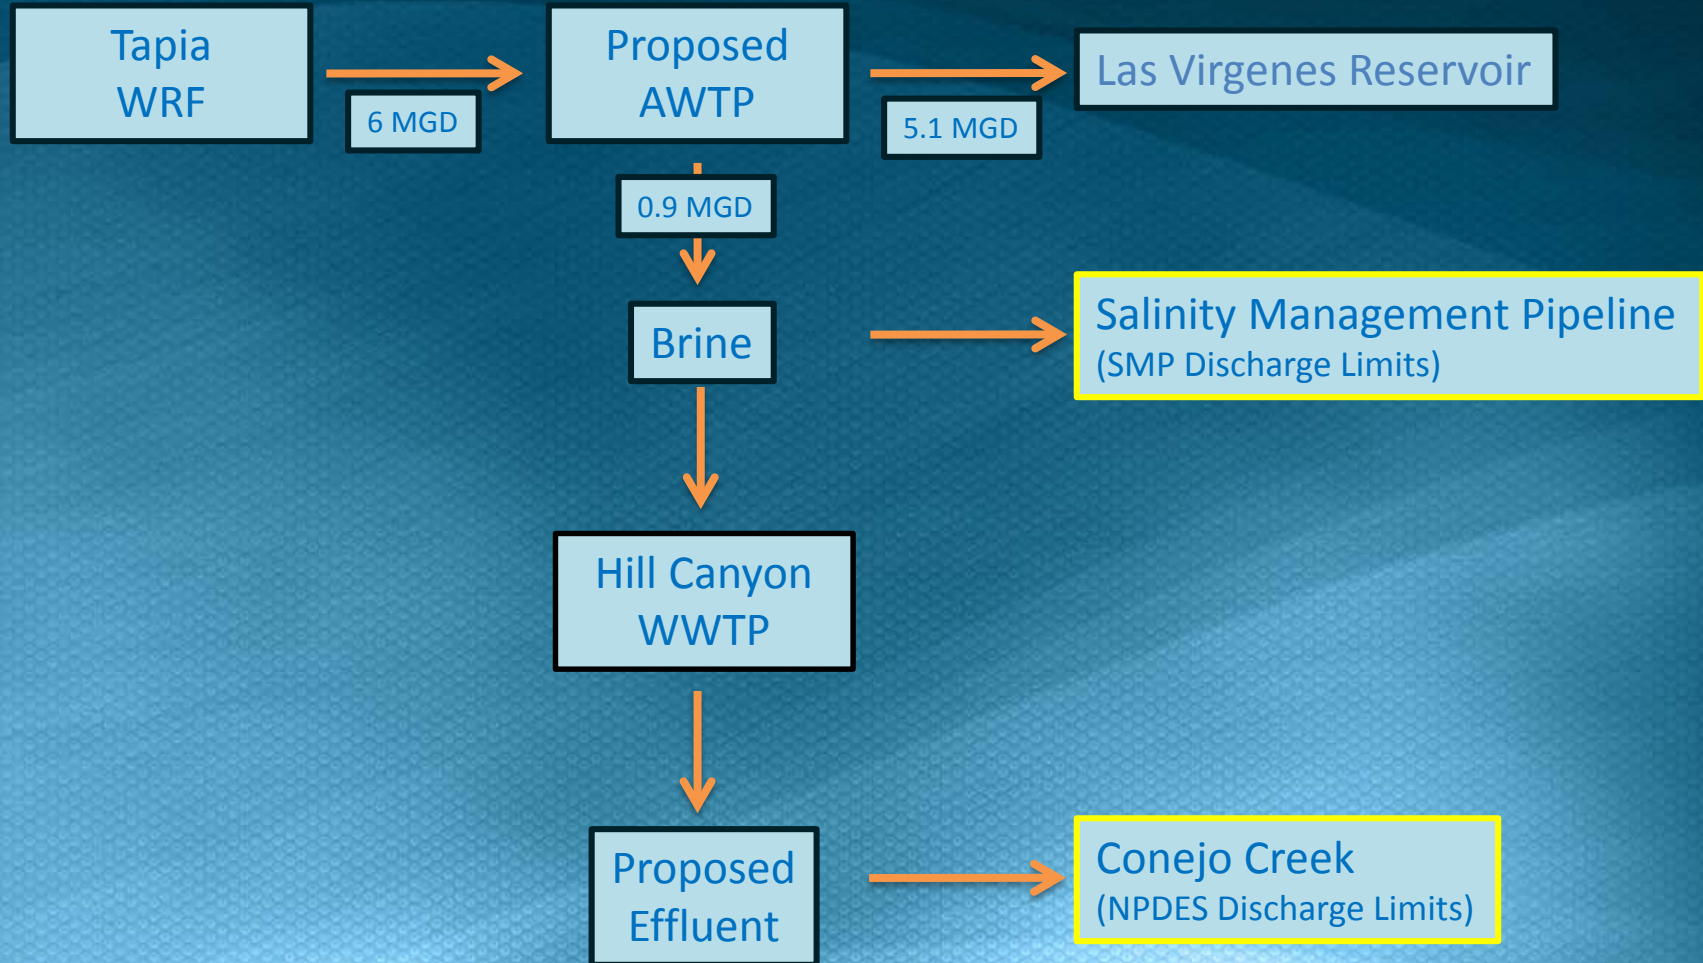 Tapia
WRF
6 MGD
Proposed
AWTP
5.1 MGD
Las Virgenes Reservoir
0.9 MGD
Brine
Salinity Management Pipeline
(SMP Discharge Limits)
Hill Canyon
WWTP
Proposed
Effluent
Conejo Creek
(NPDES Discharge Limits)